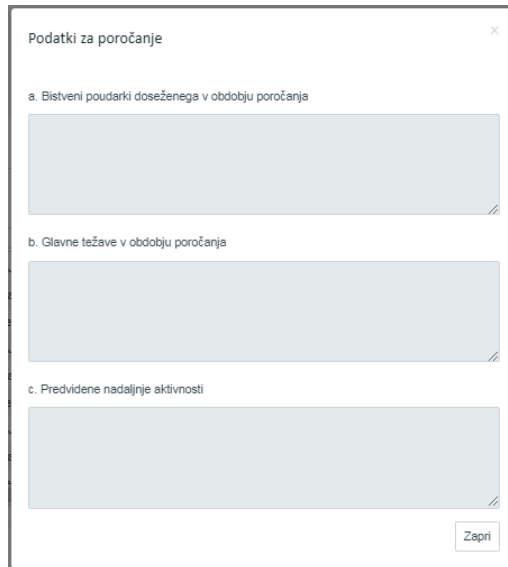 Podatki za poročanje
×
a. Bistveni poudarki doseženega v obdobju poročanja
b. Glavne težave v obdobju poročanja
c. Predvidene nadaljnje aktivnosti
Zapri